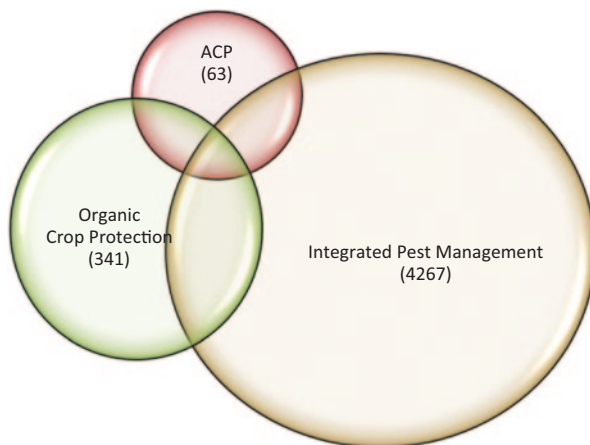 ACP
(63)
Organic
Crop Protection
(341)
Integrated Pest Management
(4267)